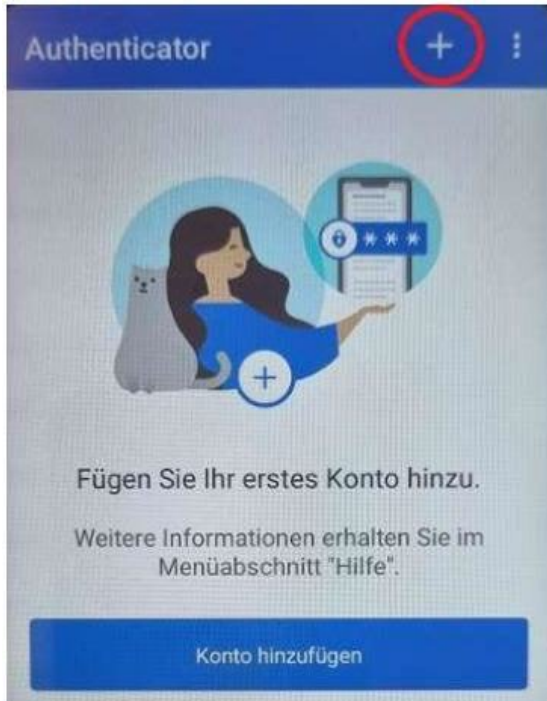 Authenticator
* * *
Fügen Sie Ihr erstes Konto hinzu.
Weitere Informationen erhalten Sie im
Menüabschnitt "Hilfe".
Konto hinzufügen